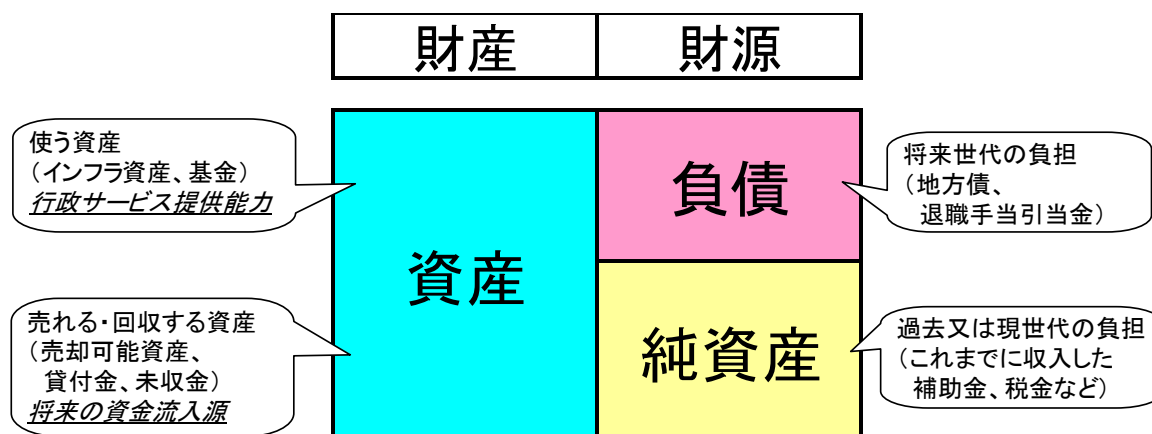 財産 財源
使う資産
(インフラ資産、基金)
行政サービス提供能力
売れる・回収する資産
(売却可能資産、
貸付金、未収金)
将来の資金流入源
資産
負債
純資産
将来世代の負担
(地方債、
退職手当引当金)
過去又は現世代の負担
(これまでに収入した
補助金、税金など)